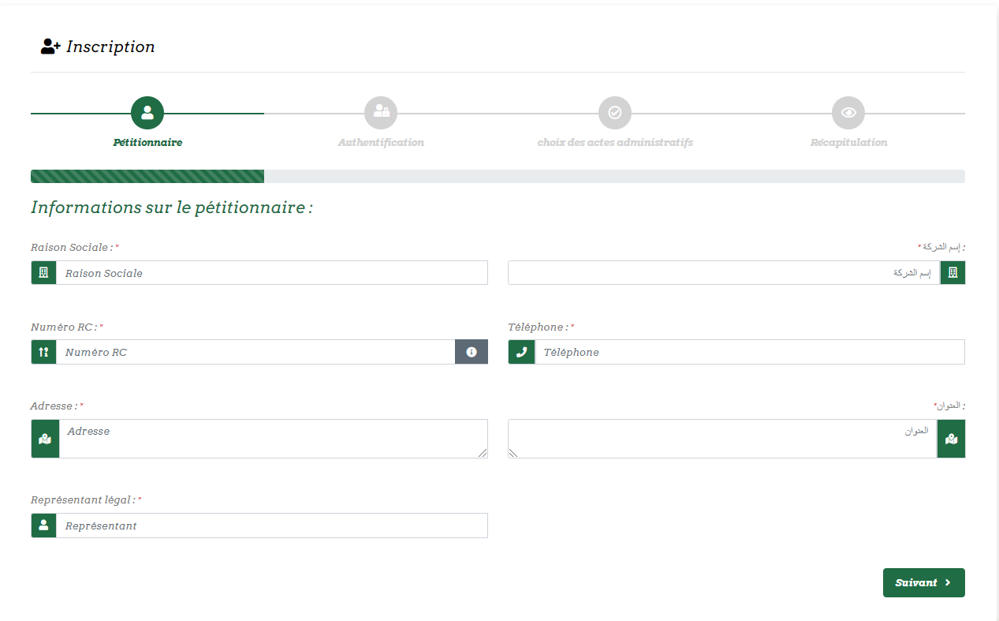 Inscription
Pétitionnaire
Authentification
choix des actes administratifs
Récapitulation
Informations sur le pétitionnaire :
Raison Sociale : *
: إسم الشركة *
Raison Sociale
إسم الشركة
Numéro RC : *
Téléphone : *
Numéro RC
Téléphone
Adresse : *
: العنوان*
Adresse
العنوان
Représentant légal : *
Représentant
Suivant